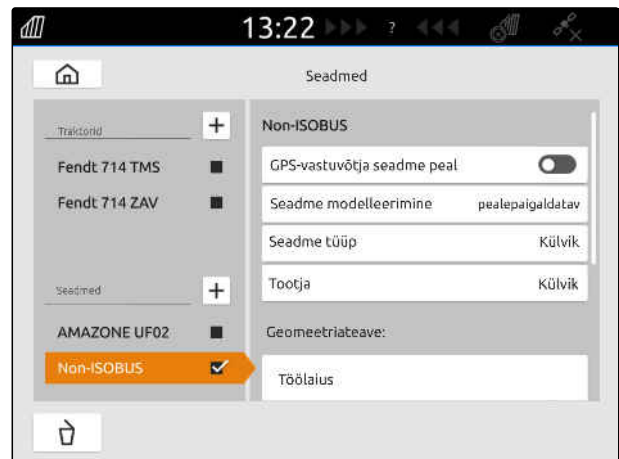 13:22 ?
Seadmed
Traktorid +
Fendt 714 TMS
Fendt 714 ZAV
Seadmed +
AMAZONE UF02
Non-ISOBUS
Non-ISOBUS
GPS-vastuvõtja seadme peal
Seadme modelleerimine pealepaigaldatav
Seadme tüüp Külvik
Tootja Külvik
Geomeetriateave:
Töölaius